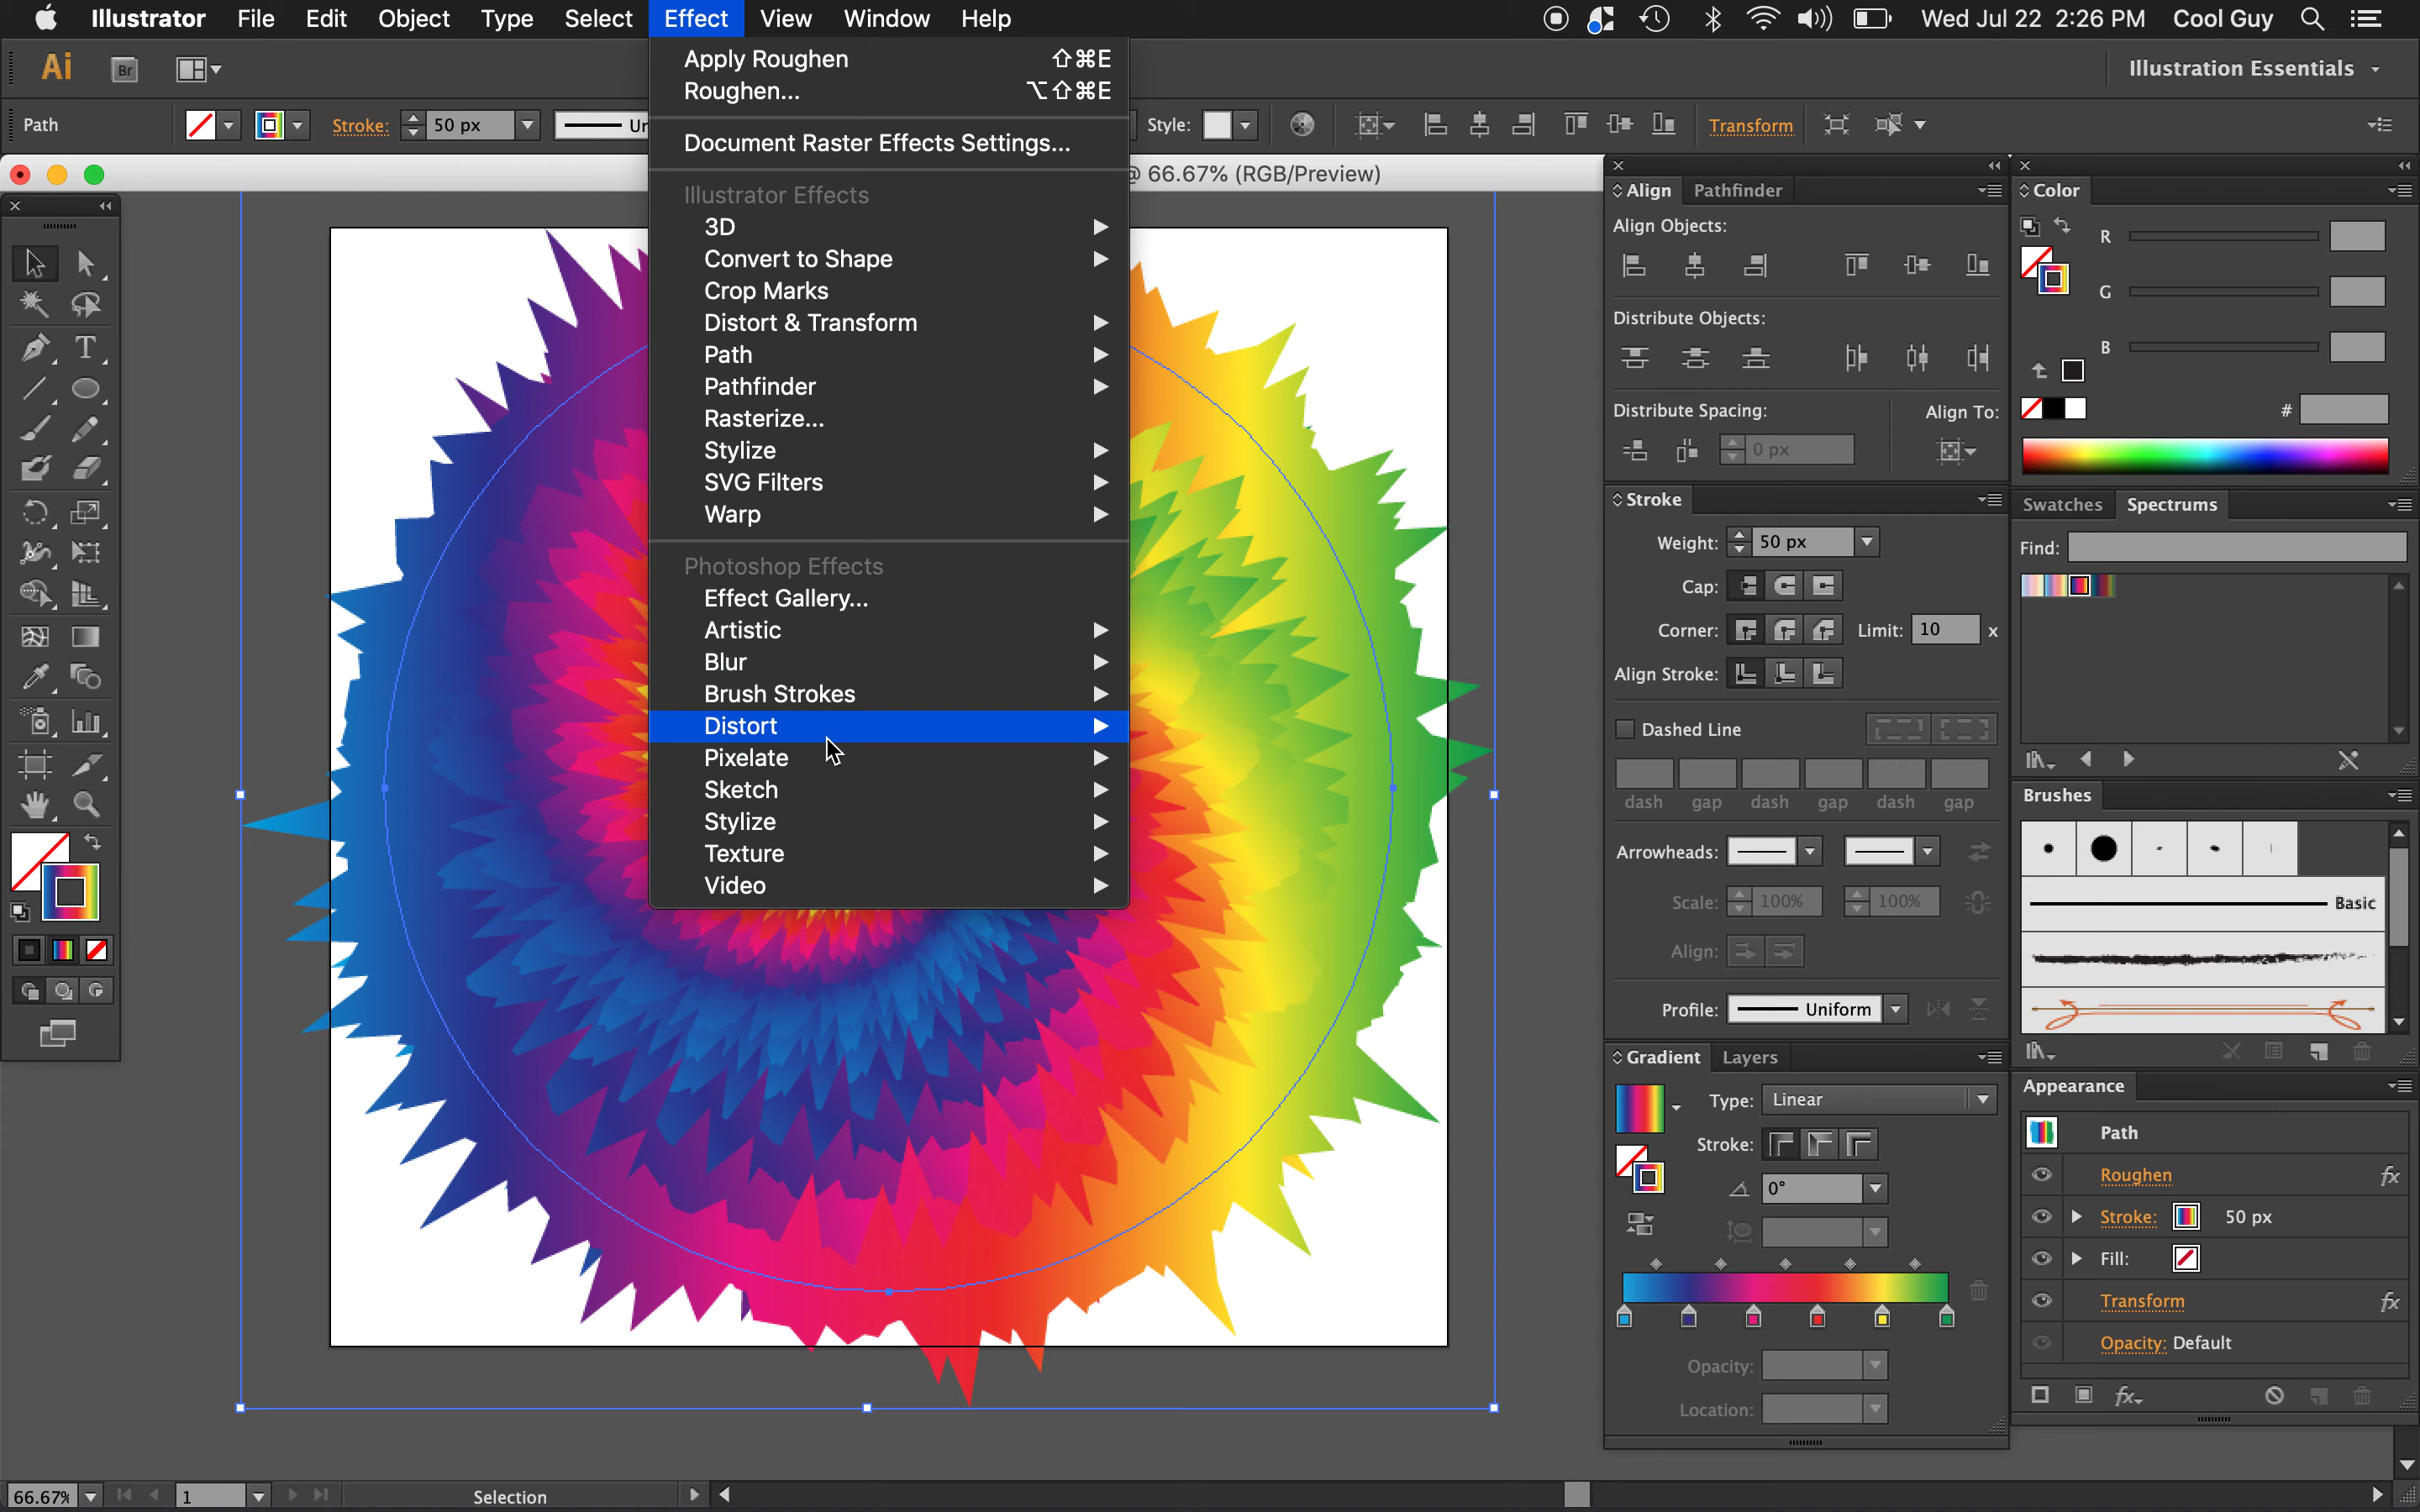 Illustrator File Edit Object Type Select Effect View Window Help Wed Jul 22 2:26 PM Cool Guy
Ai Br Illustration Essentials
Path Stroke: 50 px Style: Transform
@ 66.67% (RGB/Preview)
Apply Roughen ⇧⌘E
Roughen... ⌥⇧⌘E
Document Raster Effects Settings...
Illustrator Effects
3D
Convert to Shape
Crop Marks
Distort & Transform
Path
Pathfinder
Rasterize...
Stylize
SVG Filters
Warp
Photoshop Effects
Effect Gallery...
Artistic
Blur
Brush Strokes
Distort
Pixelate
Sketch
Stylize
Texture
Video
Align Pathfinder
Align Objects:
Distribute Objects:
Distribute Spacing: Align To:
0 px
Stroke
Weight: 50 px
Cap:
Corner: Limit: 10 x
Align Stroke:
Dashed Line
dash gap dash gap dash gap
Arrowheads:
Scale: 100% 100%
Align:
Profile: Uniform
Gradient Layers
Type: Linear
Stroke:
0°
Opacity:
Location:
Color
R
G
B
#
Swatches Spectrums
Find:
Brushes
Basic
Appearance
Path
Roughen fx
Stroke: 50 px
Fill:
Transform fx
Opacity: Default
fx
66.67% 1 Selection